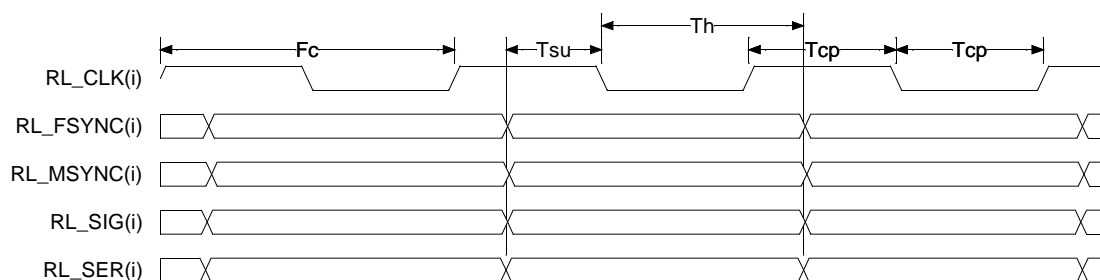 Th
Fc
Tsu
Tcp
Tcp
RL_CLK(i)
RL_FSYNC(i)
RL_MSYNC(i)
RL_SIG(i)
RL_SER(i)